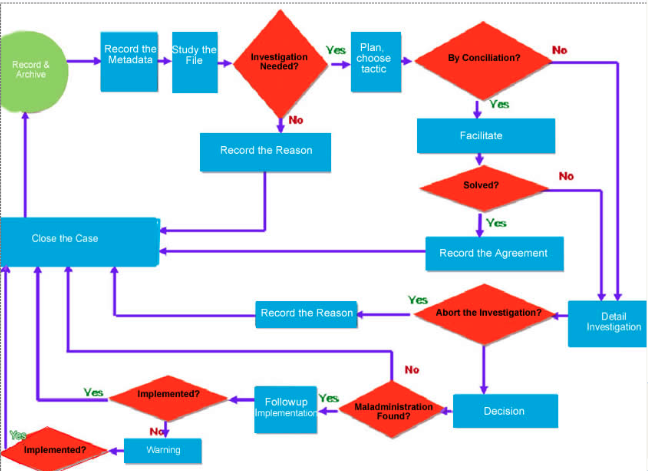 Record &
Archive
Record the
Metadata
Study the
File
Investigation
Needed?
Yes
Plan,
choose
tactic
By Conciliation?
No
Yes
No
Record the Reason
Facilitate
Solved?
No
Yes
Close the Case
Record the Agreement
Record the Reason
Yes
Abort the Investigation?
Detail
Investigation
No
Yes
Implemented?
Followup
Implementation
Yes
Maladministration
Found?
Decision
No
Yes
Implemented?
Warning